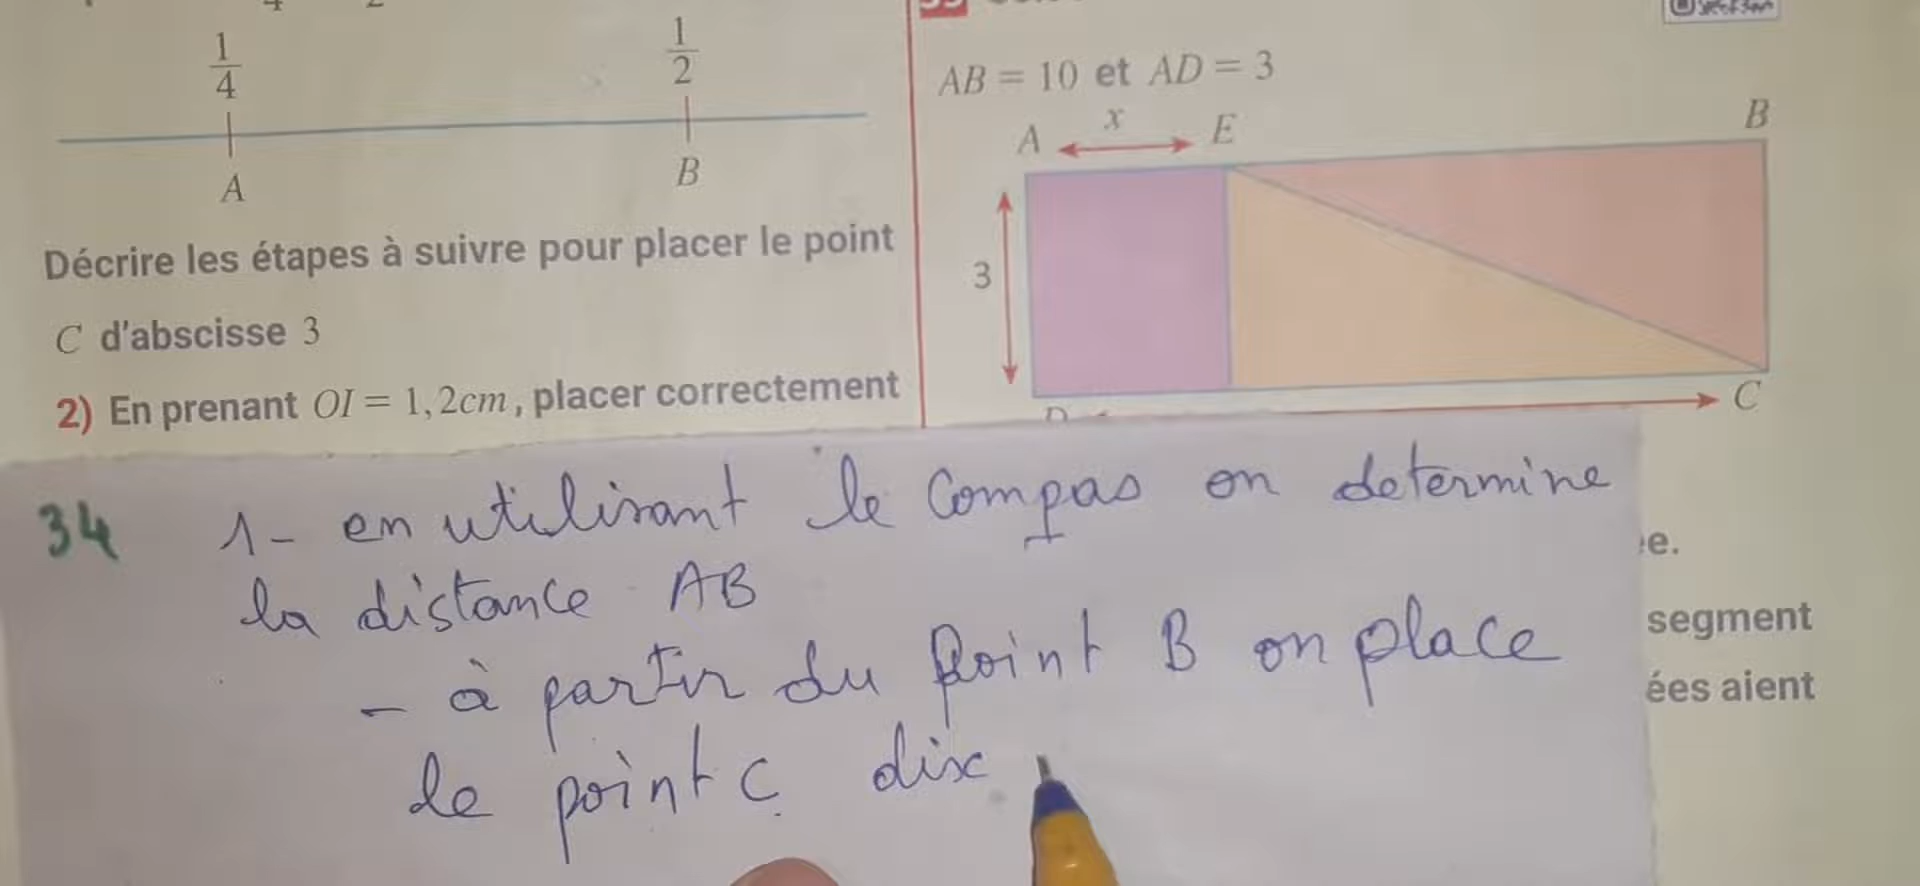 1/4
1/2
A
B
Décrire les étapes à suivre pour placer le point
C d'abscisse 3
2) En prenant OI = 1,2cm, placer correctement
AB = 10 et AD = 3
A x E B
3
D C
e.
segment
ées aient
34 1- en utilisant le compas on determine
la distance AB
- à partir du point B on place
le point C dix